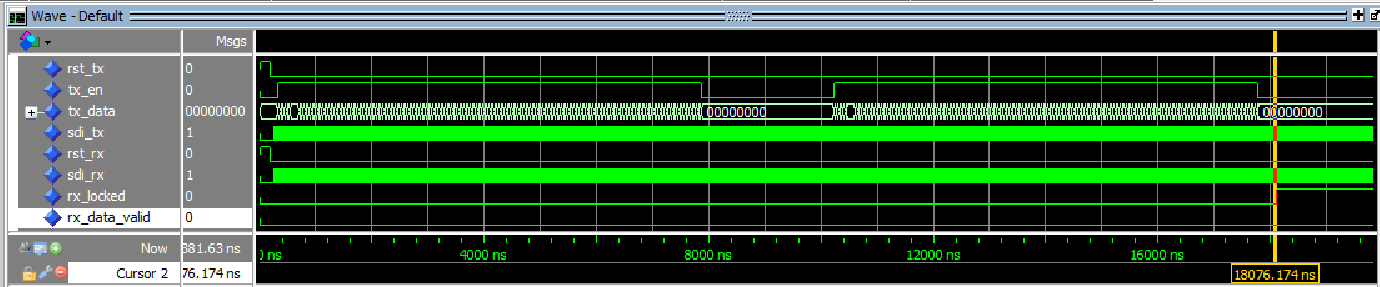 Wave - Default
Msgs
rst_tx 0
tx_en 0
tx_data 00000000 00000000 00000000
sdi_tx 1
rst_rx 0
sdi_rx 1
rx_locked 0
rx_data_valid 0
Now 381.63 ns 0 ns 4000 ns 8000 ns 12000 ns 16000 ns
Cursor 2 76.174 ns 18076.174 ns